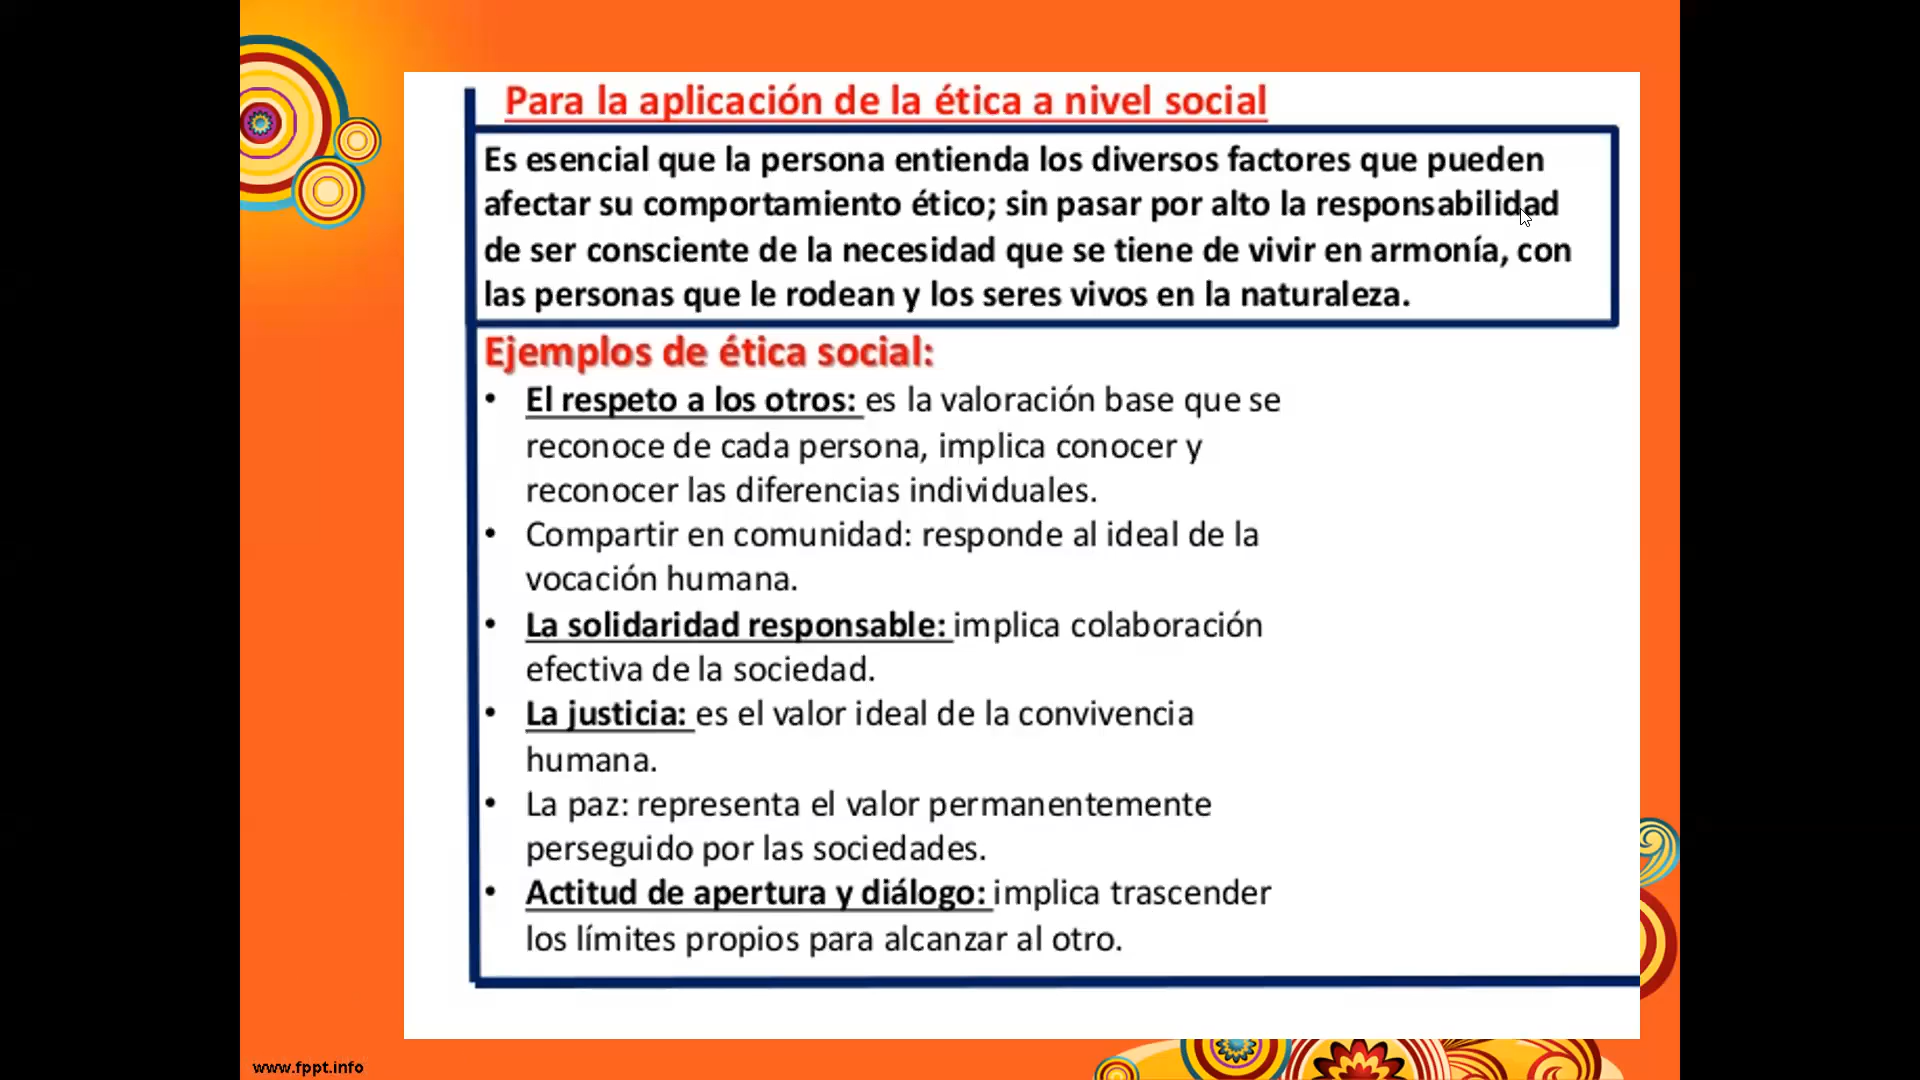 Para la aplicación de la ética a nivel social
Es esencial que la persona entienda los diversos factores que pueden
afectar su comportamiento ético; sin pasar por alto la responsabilidad
de ser consciente de la necesidad que se tiene de vivir en armonía, con
las personas que le rodean y los seres vivos en la naturaleza.
Ejemplos de ética social:
• El respeto a los otros: es la valoración base que se
reconoce de cada persona, implica conocer y
reconocer las diferencias individuales.
• Compartir en comunidad: responde al ideal de la
vocación humana.
• La solidaridad responsable: implica colaboración
efectiva de la sociedad.
• La justicia: es el valor ideal de la convivencia
humana.
• La paz: representa el valor permanentemente
perseguido por las sociedades.
• Actitud de apertura y diálogo: implica trascender
los límites propios para alcanzar al otro.
www.fppt.info